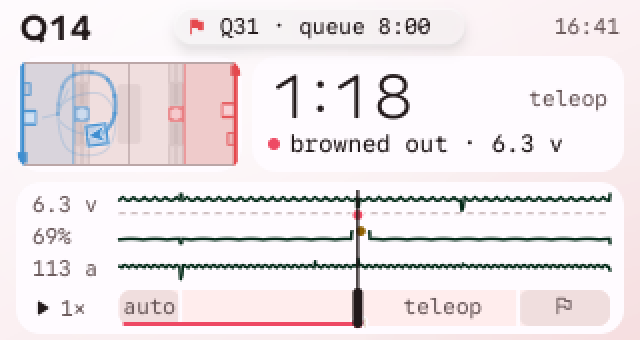 Q14
Q31 · queue 8:00
16:41
1:18
teleop
browned out · 6.3 v
6.3 v
69%
113 a
1×
auto
teleop